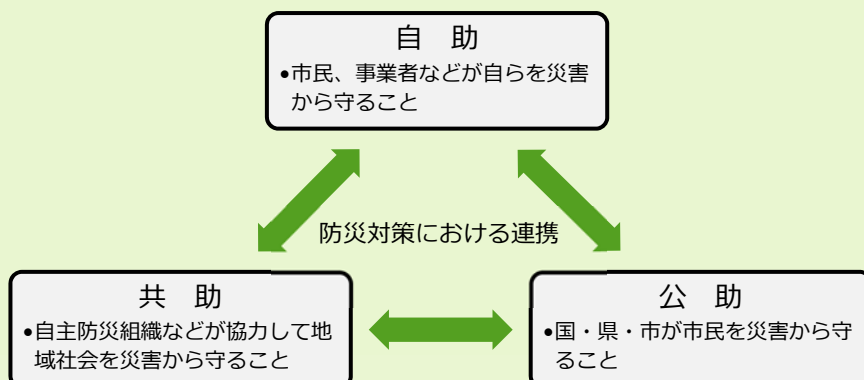 自　助
•市民、事業者などが自らを災害
から守ること
防災対策における連携
共　助
•自主防災組織などが協力して地
域社会を災害から守ること
公　助
•国・県・市が市民を災害から守
ること